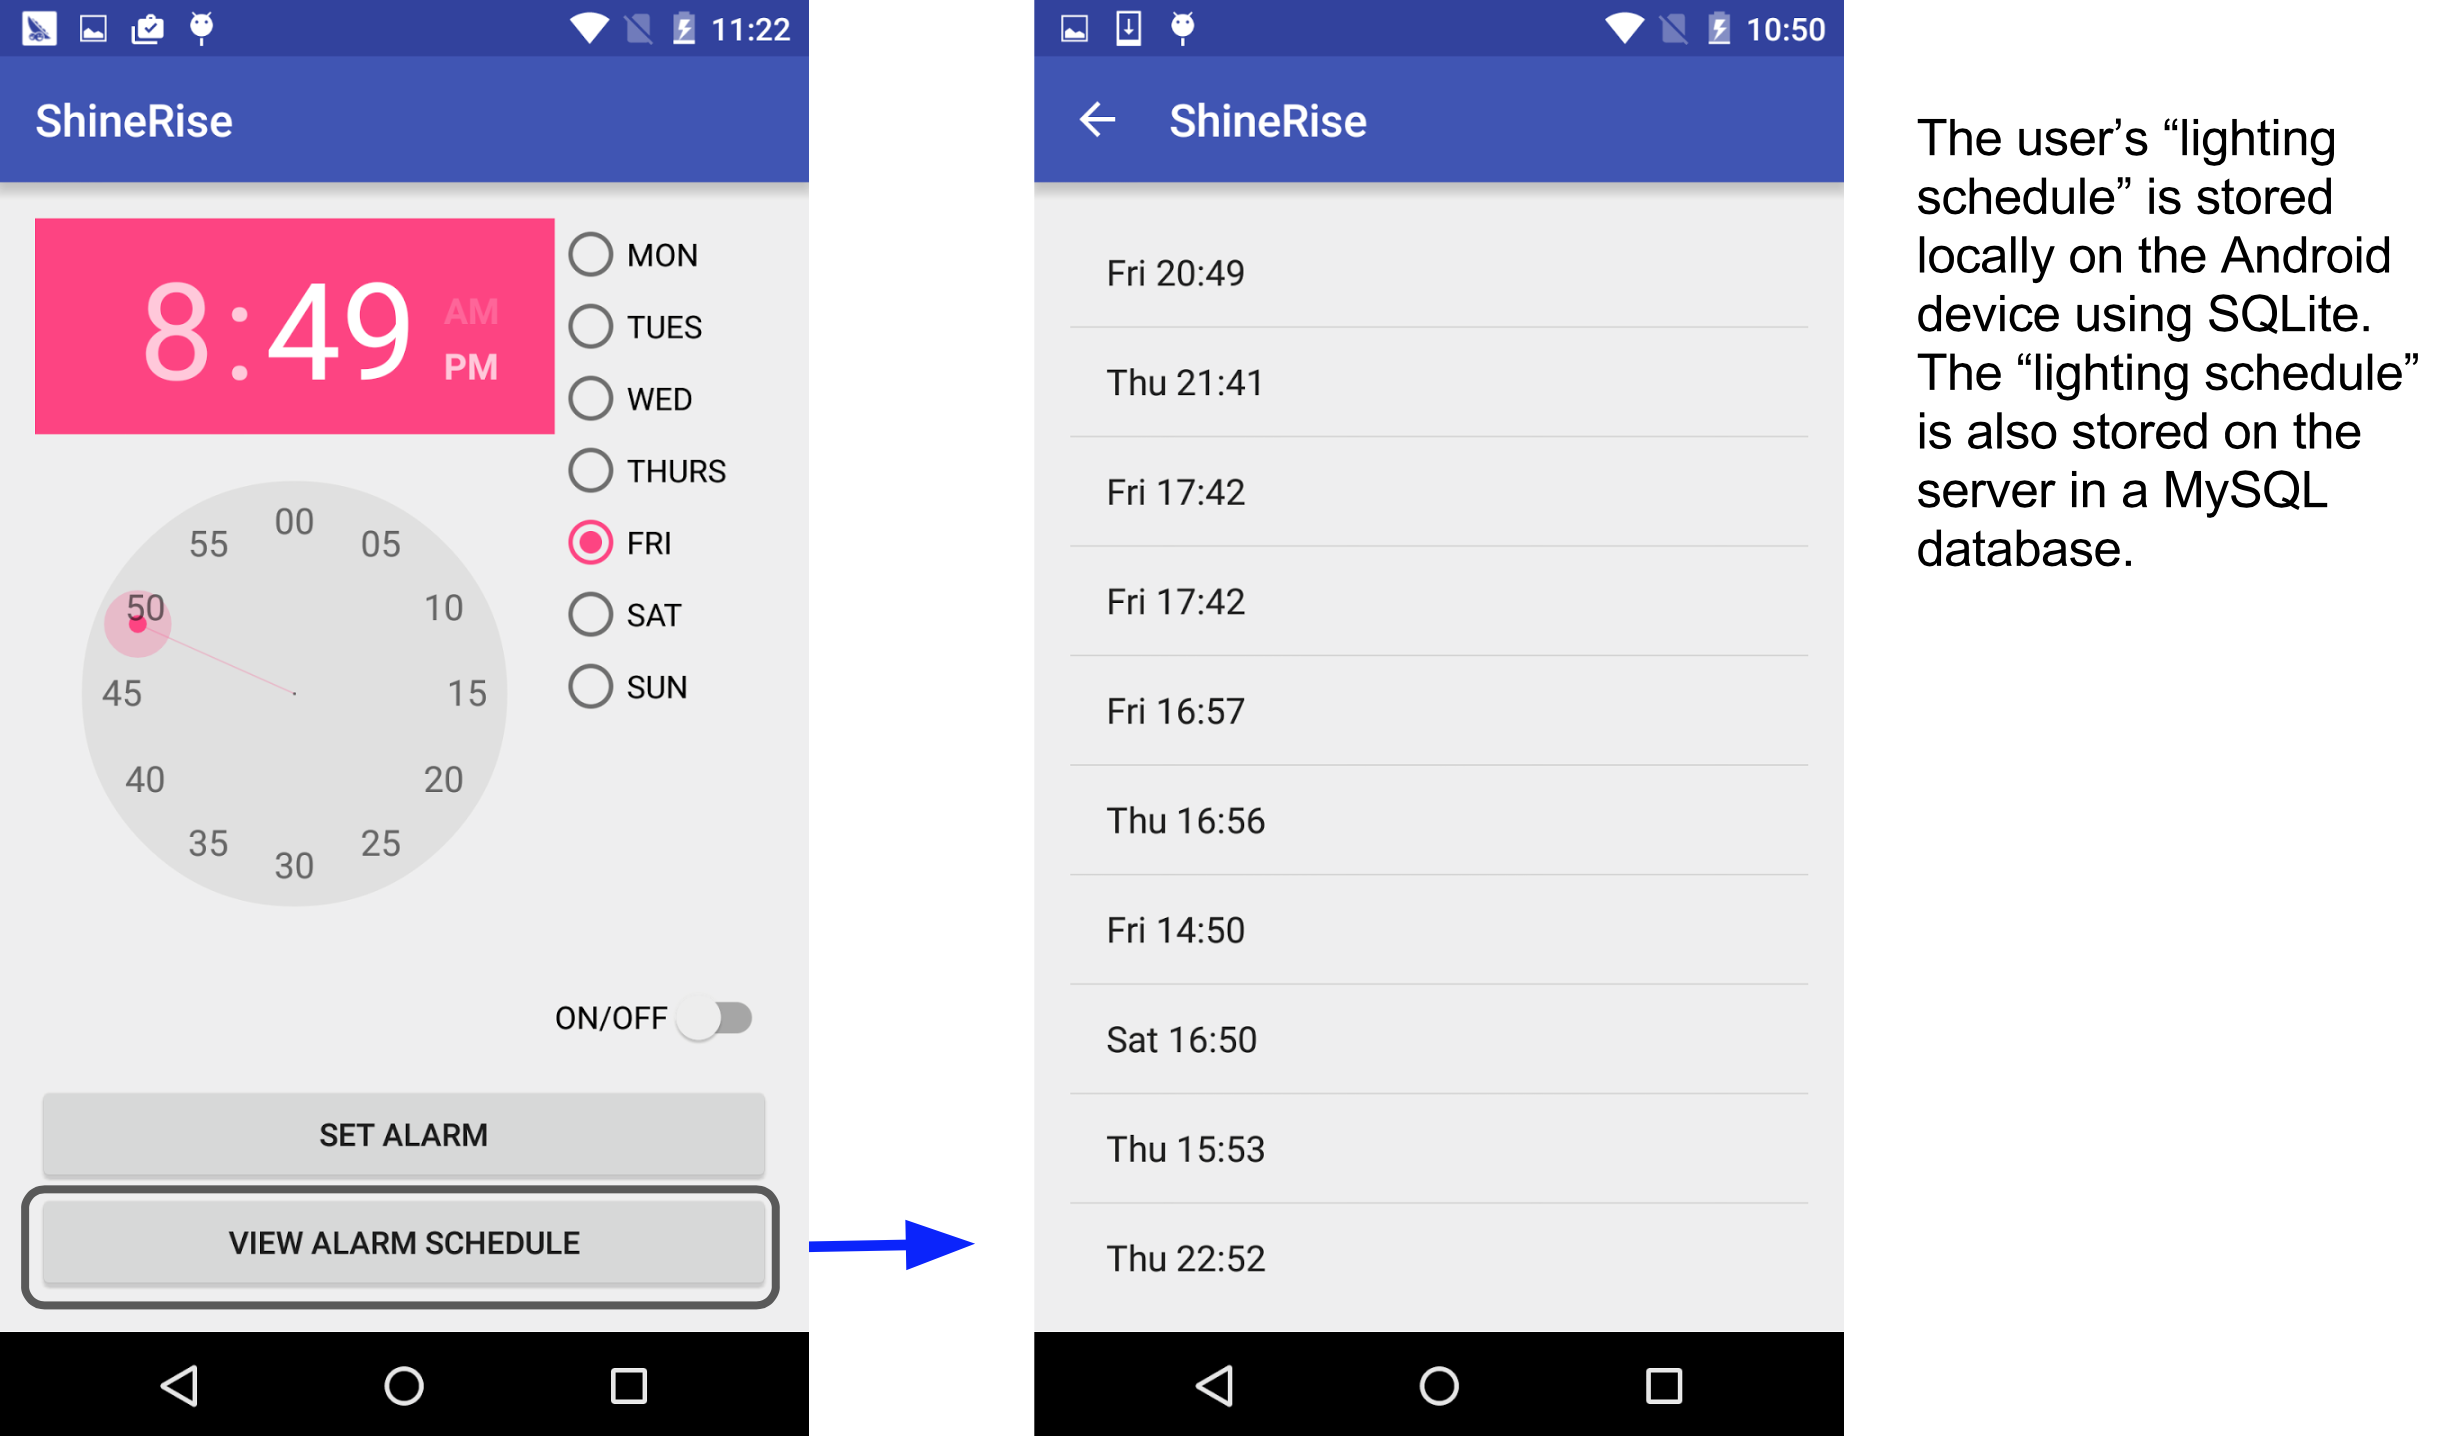 11:22
ShineRise
8:49 AM
PM
MON
TUES
WED
THURS
FRI
SAT
SUN
00
05
10
15
20
25
30
35
40
45
50
55
ON/OFF
SET ALARM
VIEW ALARM SCHEDULE
10:50
ShineRise
Fri 20:49
Thu 21:41
Fri 17:42
Fri 17:42
Fri 16:57
Thu 16:56
Fri 14:50
Sat 16:50
Thu 15:53
Thu 22:52
The user’s “lighting
schedule” is stored
locally on the Android
device using SQLite.
The “lighting schedule”
is also stored on the
server in a MySQL
database.